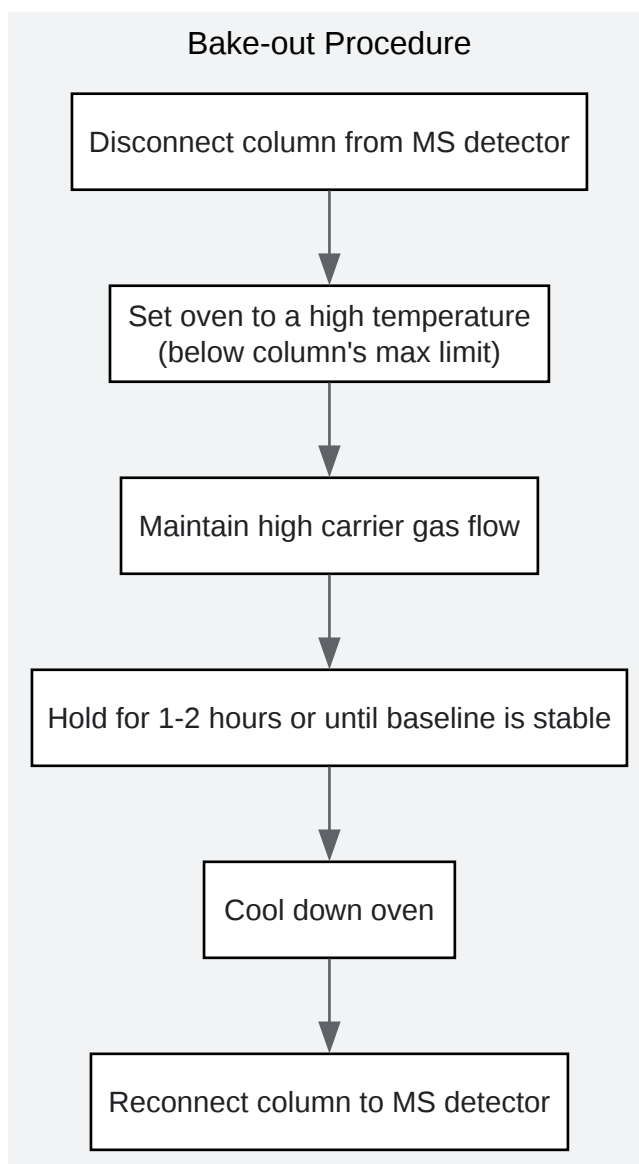 Bake-out Procedure
Disconnect column from MS detector
Set oven to a high temperature
(below column's max limit)
Maintain high carrier gas flow
Hold for 1-2 hours or until baseline is stable
Cool down oven
Reconnect column to MS detector